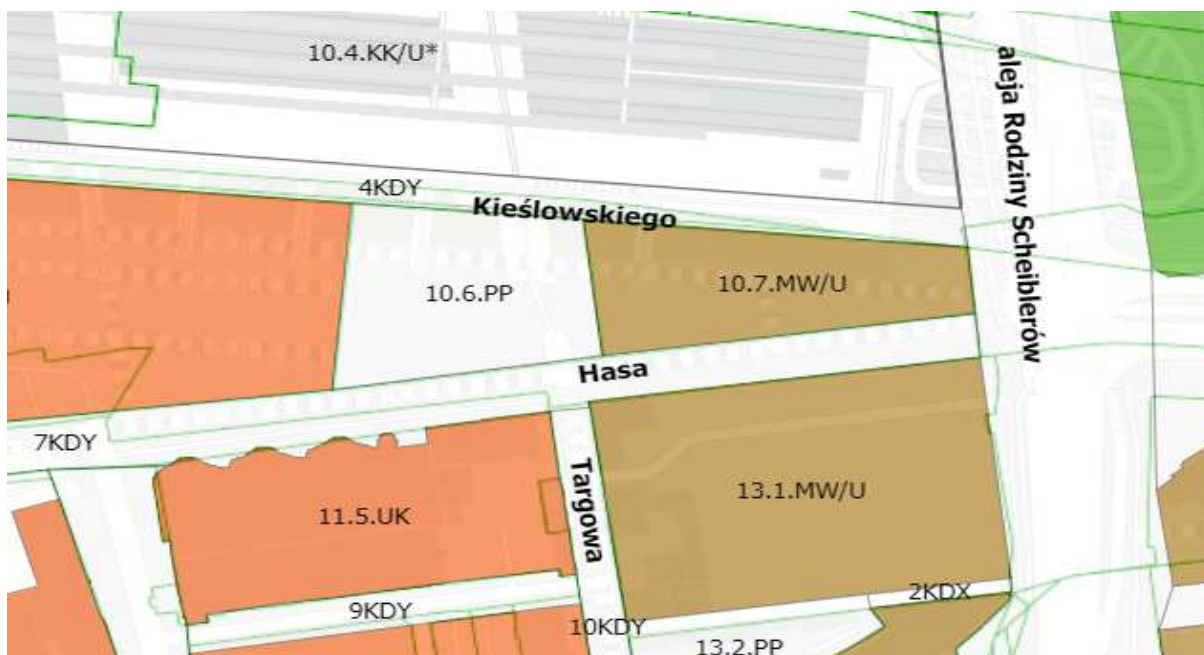 10.4.KK/U*
aleja Rodziny Scheiblerów
4KDY
Kieślowskiego
10.6.PP
10.7.MW/U
Hasa
7KDY
Targowa
11.5.UK
13.1.MW/U
9KDY
10KDY
2KDX
13.2.PP